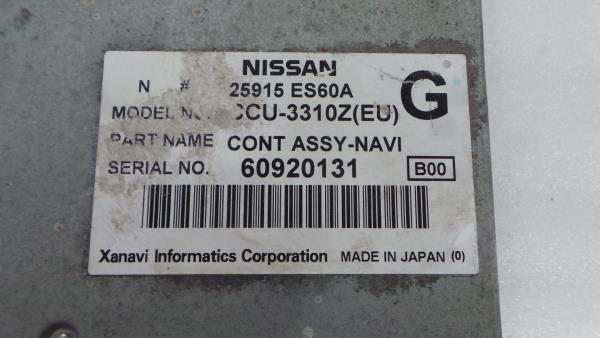 NISSAN
N # 25915 ES60A G
MODEL CCU-3310Z(EU)
PART NAME CONT ASSY-NAVI
SERIAL NO. 60920131 B00
Xanavi Informatics Corporation MADE IN JAPAN (0)